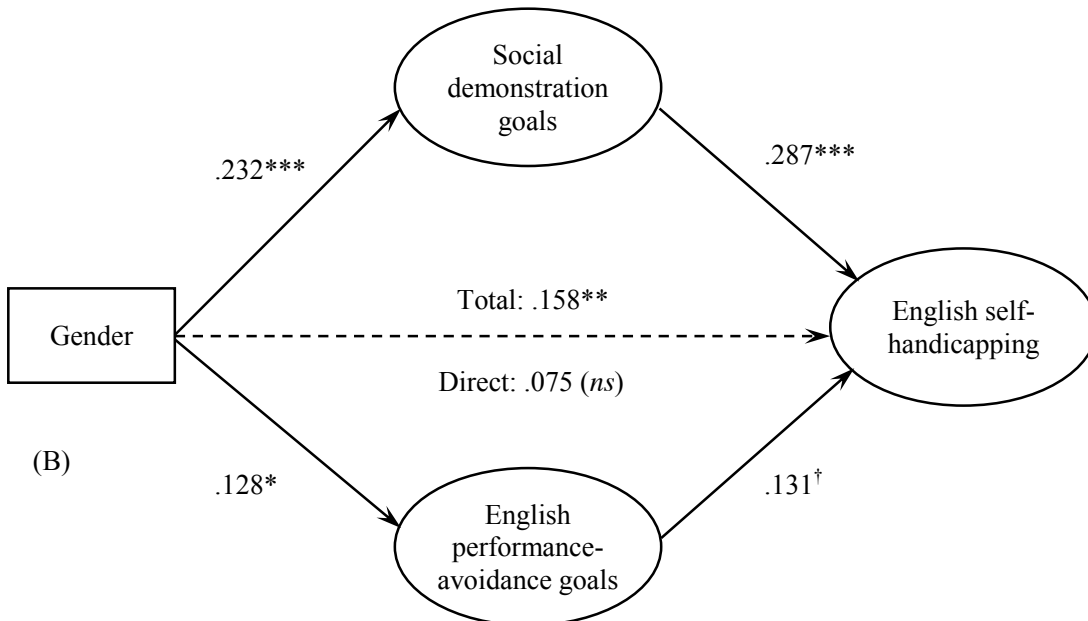 Social
demonstration
goals
.232***
.287***
Total: .158**
Gender
English self-
handicapping
Direct: .075 (ns)
(B)
.128*
.131†
English
performance-
avoidance goals